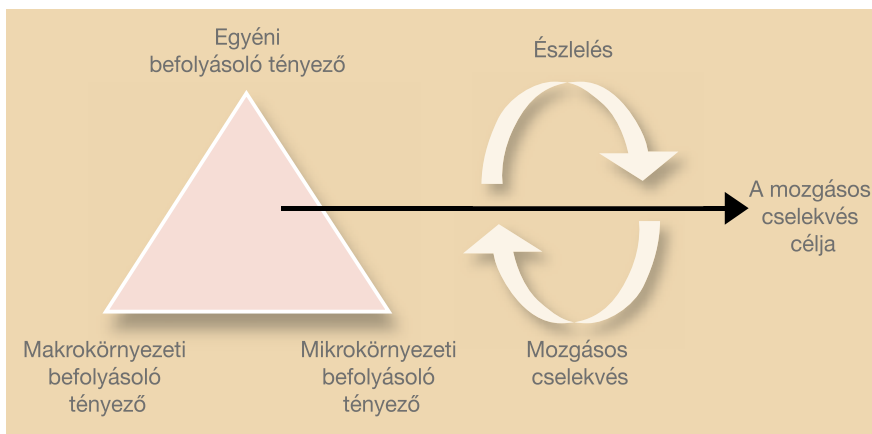 Egyéni
befolyásoló tényező
Észlelés
A mozgásos
cselekvés
célja
Makrokörnyezeti
befolyásoló
tényező
Mikrokörnyezeti
befolyásoló
tényező
Mozgásos
cselekvés